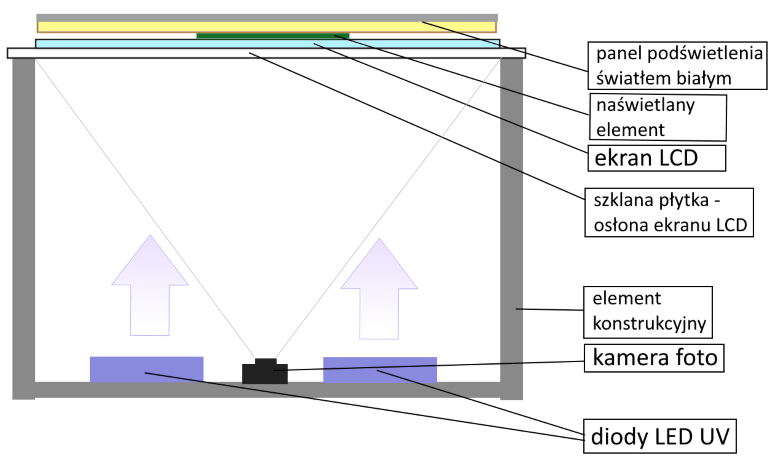 panel podświetlenia
światłem białym
naświetlany
element
ekran LCD
szklana płytka -
osłona ekranu LCD
element
konstrukcyjny
kamera foto
diody LED UV